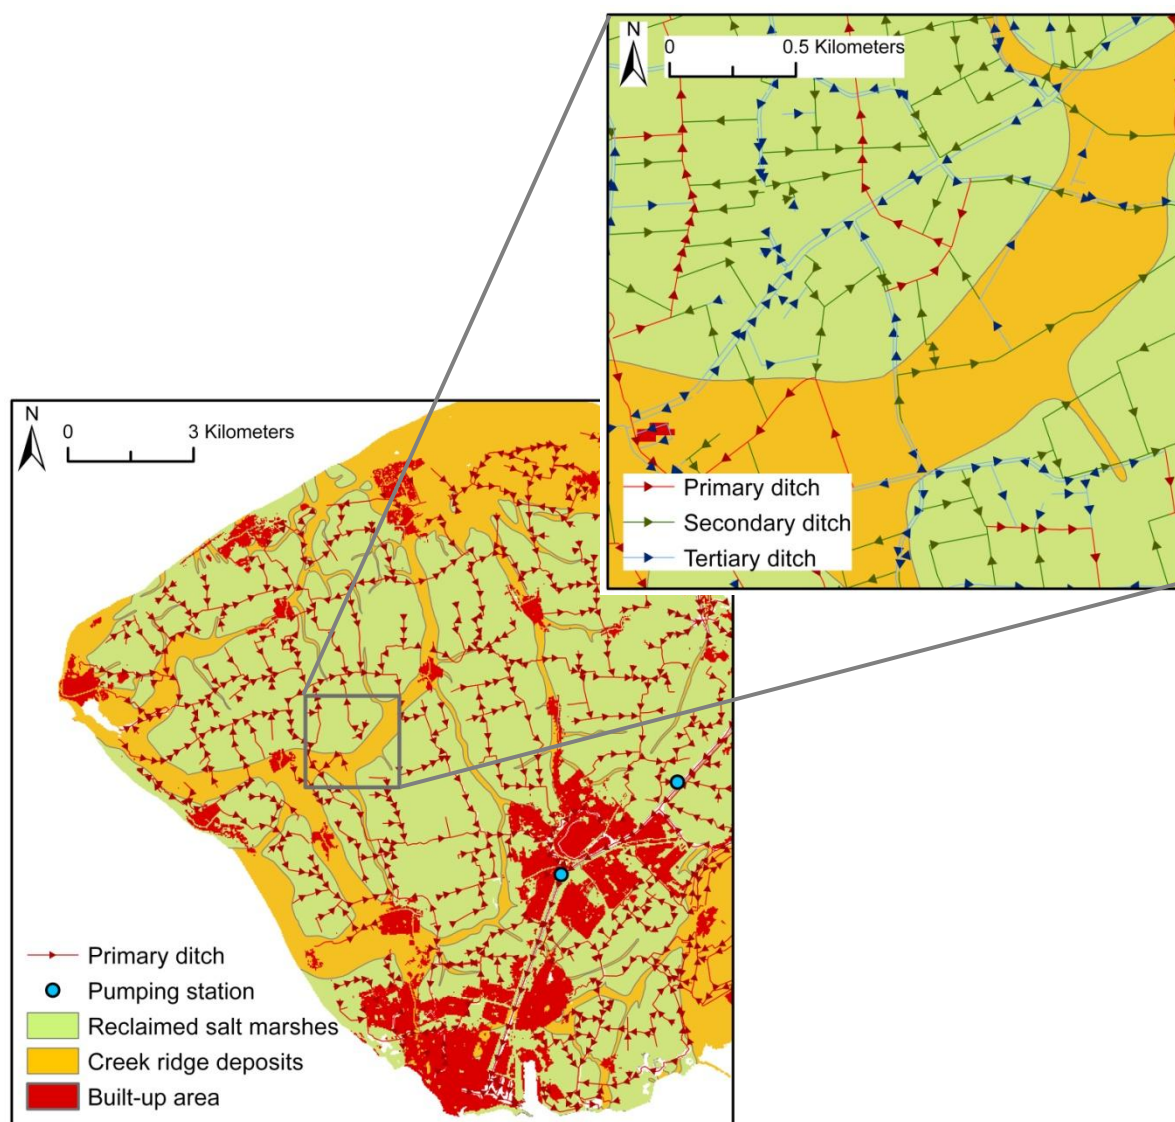 N
0 0.5 Kilometers
Primary ditch
Secondary ditch
Tertiary ditch
N
0 3 Kilometers
Primary ditch
Pumping station
Reclaimed salt marshes
Creek ridge deposits
Built-up area